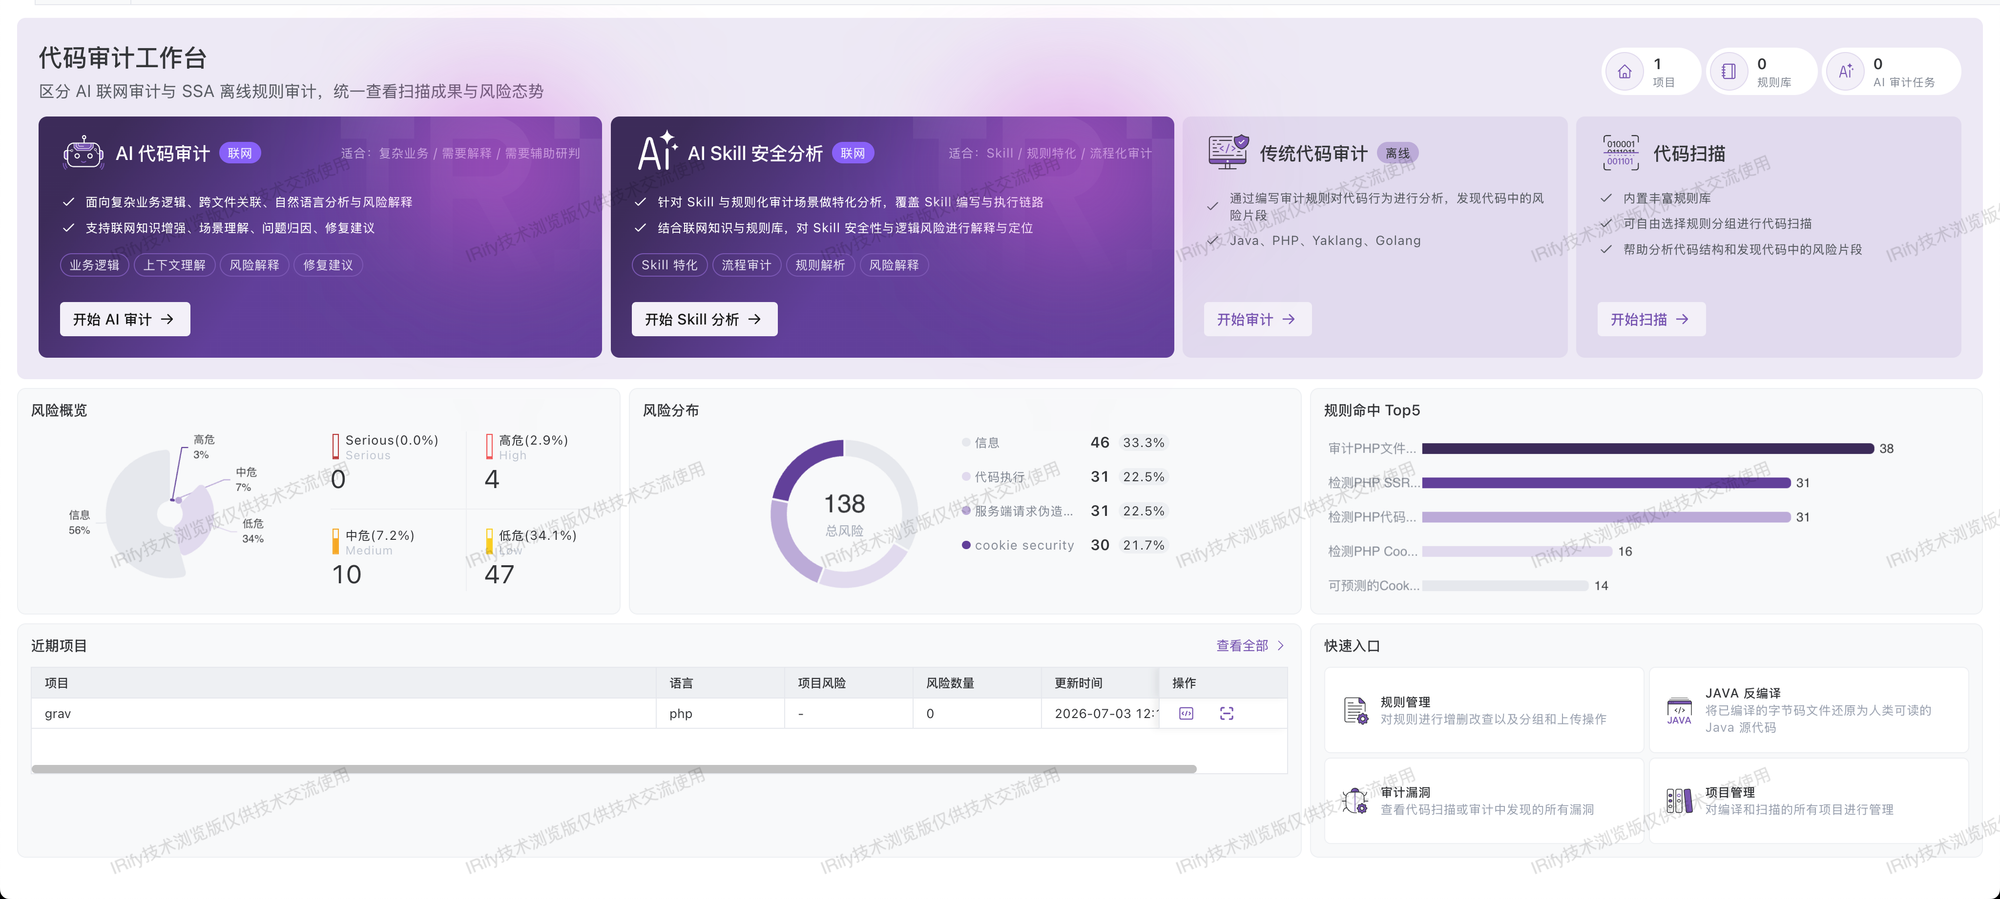 代码审计工作台
区分 AI 联网审计与 SSA 离线规则审计，统一查看扫描成果与风险态势
1
项目
0
规则库
0
AI 审计任务
AI 代码审计 联网
适合：复杂业务 / 需要解释 / 需要辅助研判
面向复杂业务逻辑、跨文件关联、自然语言分析与风险解释
支持联网知识增强、场景理解、问题归因、修复建议
业务逻辑 上下文理解 风险解释 修复建议
开始 AI 审计 →
AI Skill 安全分析 联网
适合：Skill / 规则特化 / 流程化审计
针对 Skill 与规则化审计场景做特化分析，覆盖 Skill 编写与执行链路
结合联网知识与规则库，对 Skill 安全性与逻辑风险进行解释与定位
Skill 特化 流程审计 规则解析 风险解释
开始 Skill 分析 →
传统代码审计 离线
通过编写审计规则对代码行为进行分析，发现代码中的风
险片段
Java、PHP、Yaklang、Golang
开始审计 →
010001
001101
代码扫描
内置丰富规则库
可自由选择规则分组进行代码扫描
帮助分析代码结构和发现代码中的风险片段
开始扫描 →
风险概览
高危
3%
中危
7%
信息
56%
低危
34%
Serious(0.0%)
Serious
0
高危(2.9%)
High
4
中危(7.2%)
Medium
10
低危(34.1%)
Low
47
风险分布
138
总风险
信息 46 33.3%
代码执行 31 22.5%
服务端请求伪造... 31 22.5%
cookie security 30 21.7%
规则命中 Top5
审计PHP文件... 38
检测PHP SSR... 31
检测PHP代码... 31
检测PHP Coo... 16
可预测的Cook... 14
近期项目
查看全部 >
项目 语言 项目风险 风险数量 更新时间 操作
grav php - 0 2026-07-03 12:1
快速入口
规则管理
对规则进行增删改查以及分组和上传操作
JAVA
JAVA 反编译
将已编译的字节码文件还原为人类可读的
Java 源代码
审计漏洞
查看代码扫描或审计中发现的所有漏洞
项目管理
对编译和扫描的所有项目进行管理
IRify技术浏览版仅供技术交流使用